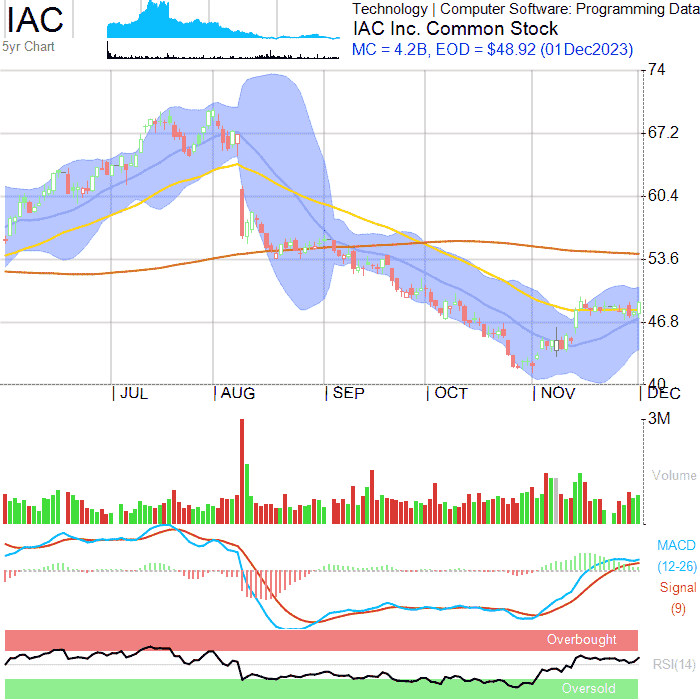 IAC
5yr Chart
Technology | Computer Software: Programming Data
IAC Inc. Common Stock
MC = 4.2B, EOD = $48.92 (01Dec2023)
74
67.2
60.4
53.6
46.8
40
JUL AUG SEP OCT NOV DEC
3M
Volume
MACD
(12-26)
Signal
(9)
Overbought
RSI(14)
Oversold